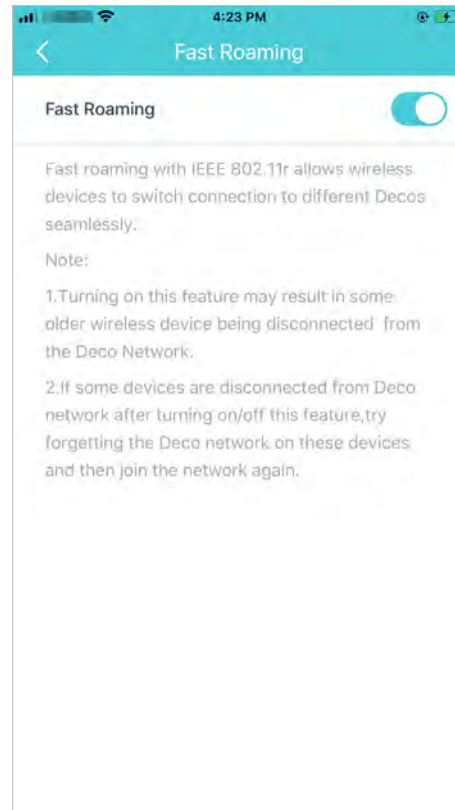 4:23 PM
Fast Roaming
Fast Roaming
Fast roaming with IEEE 802.11r allows wireless
devices to switch connection to different Decos
seamlessly.
Note:
1.Turning on this feature may result in some
older wireless device being disconnected from
the Deco Network.
2.If some devices are disconnected from Deco
network after turning on/off this feature,try
forgetting the Deco network on these devices
and then join the network again.